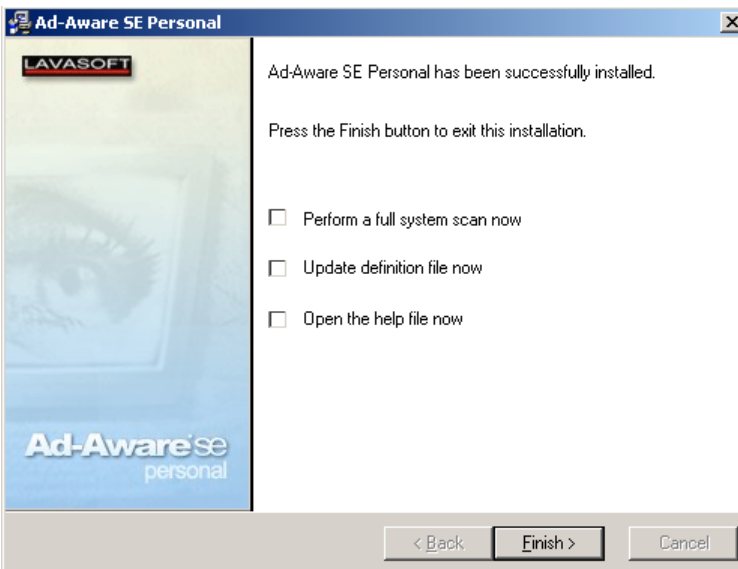 Ad-Aware SE Personal
LAVASOFT
Ad-Aware SE Personal has been successfully installed.
Press the Finish button to exit this installation.
Perform a full system scan now
Update definition file now
Open the help file now
Ad-Aware se
personal
< Back
Finish >
Cancel